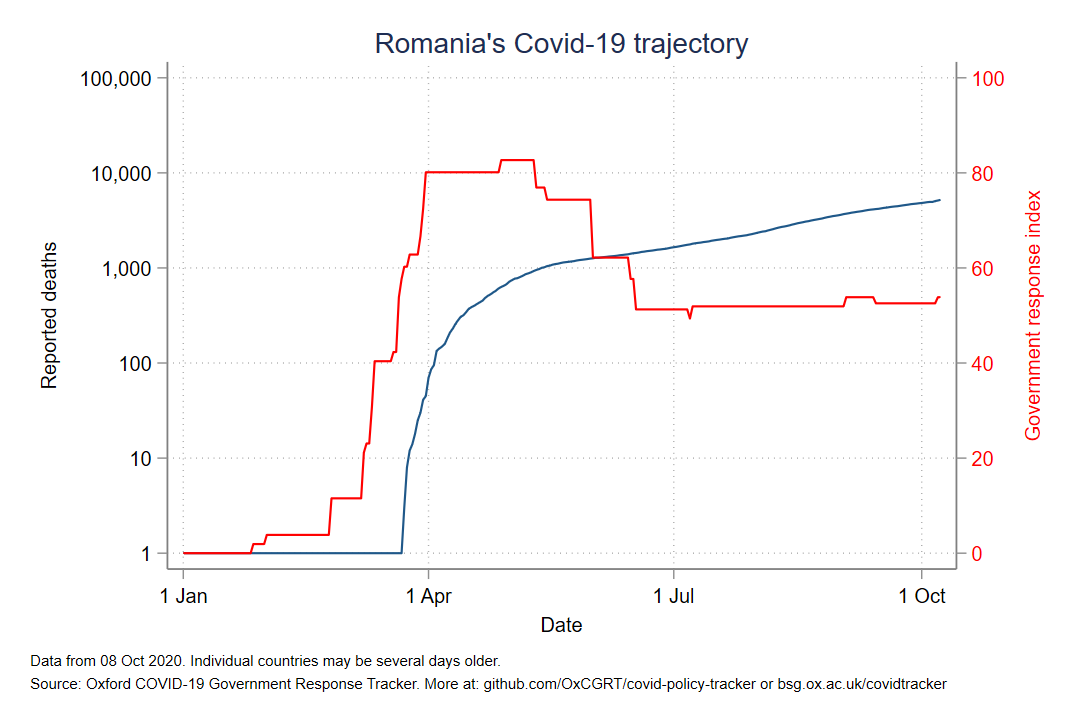 Romania's Covid-19 trajectory
100,000
10,000
1,000
100
10
1
Reported deaths
100
80
60
40
20
0
Government response index
1 Jan
1 Apr
1 Jul
1 Oct
Date
Data from 08 Oct 2020. Individual countries may be several days older.
Source: Oxford COVID-19 Government Response Tracker. More at: github.com/OxCGRT/covid-policy-tracker or bsg.ox.ac.uk/covidtracker